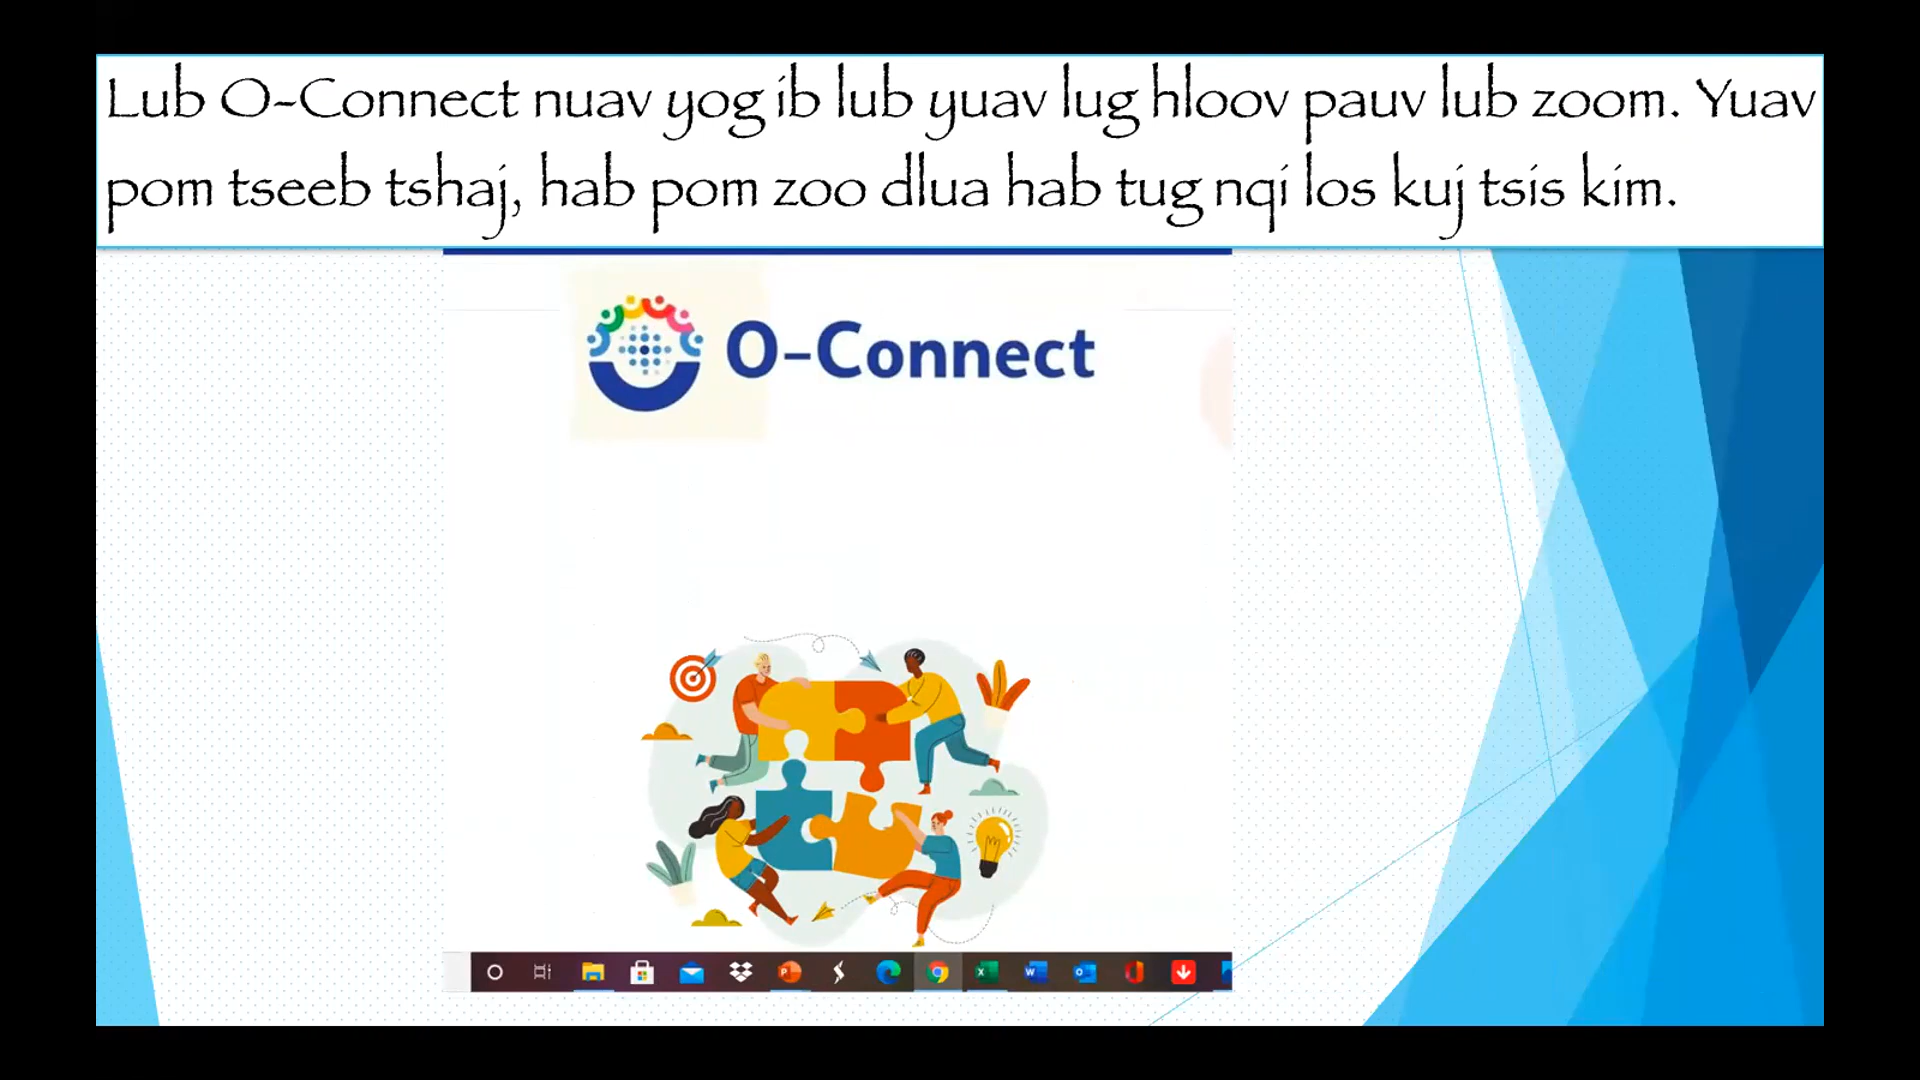 Lub O-Connect nuav yog ib lub yuav lug hloov pauv lub zoom. Yuav
pom tseeb tshaj, hab pom zoo dlua hab tug nqi los kuj tsis kim.
O-Connect